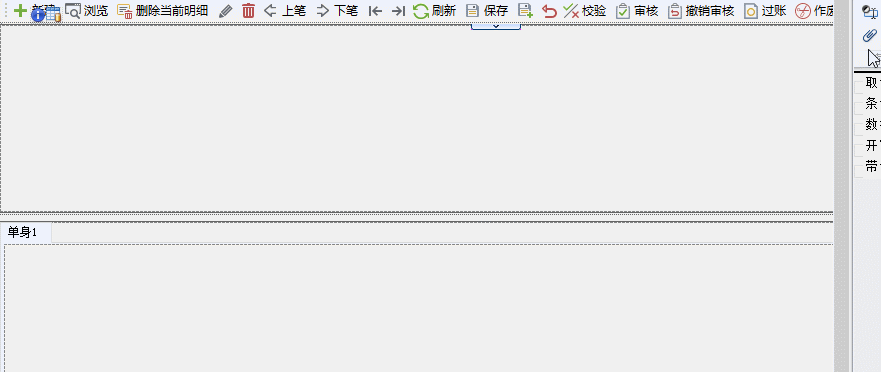 新建 浏览 删除当前明细 上笔 下笔 刷新 保存 校验 审核 撤销审核 过账 作废
取
条
数
开
带
单身1